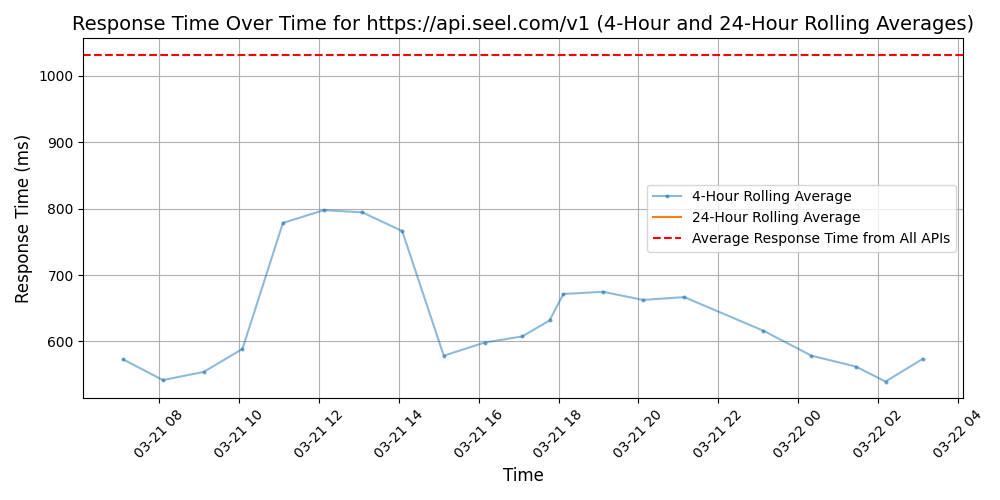 Response Time Over Time for https://api.seel.com/v1 (4-Hour and 24-Hour Rolling Averages)
Response Time (ms)
1000
900
800
700
600
4-Hour Rolling Average
24-Hour Rolling Average
Average Response Time from All APIs
03-21 08
03-21 10
03-21 12
03-21 14
03-21 16
03-21 18
03-21 20
03-21 22
03-22 00
03-22 02
03-22 04
Time